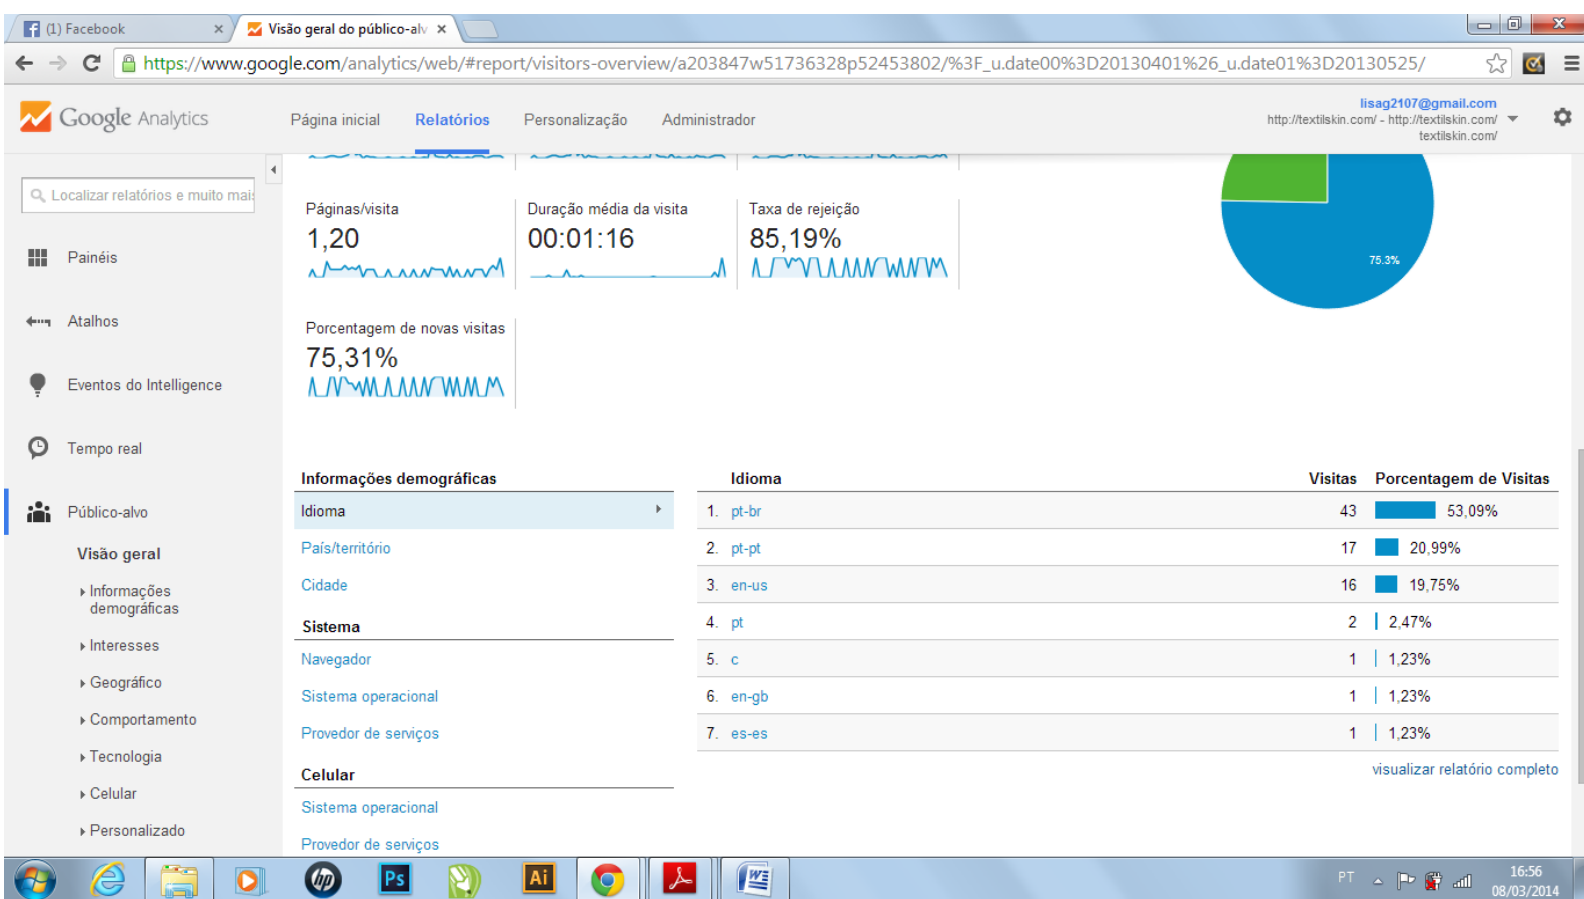 (1) Facebook
Visão geral do público-alv
https://www.google.com/analytics/web/#report/visitors-overview/a203847w51736328p52453802/%3F_u.date00%3D20130401%26_u.date01%3D20130525/
Google Analytics
Página inicial
Relatórios
Personalização
Administrador
lisag2107@gmail.com
http://textilskin.com/ - http://textilskin.com/
textilskin.com/
Localizar relatórios e muito mais
Painéis
Atalhos
Eventos do Intelligence
Tempo real
Público-alvo
Visão geral
Informações
demográficas
Interesses
Geográfico
Comportamento
Tecnologia
Celular
Personalizado
Páginas/visita
1,20
Duração média da visita
00:01:16
Taxa de rejeição
85,19%
Porcentagem de novas visitas
75,31%
75.3%
Informações demográficas
Idioma
País/território
Cidade
Sistema
Navegador
Sistema operacional
Provedor de serviços
Celular
Sistema operacional
Provedor de serviços
Idioma Visitas Porcentagem de Visitas
1. pt-br 43 53,09%
2. pt-pt 17 20,99%
3. en-us 16 19,75%
4. pt 2 2,47%
5. c 1 1,23%
6. en-gb 1 1,23%
7. es-es 1 1,23%
visualizar relatório completo
hp
Ps
Ai
W
PT
16:56
08/03/2014